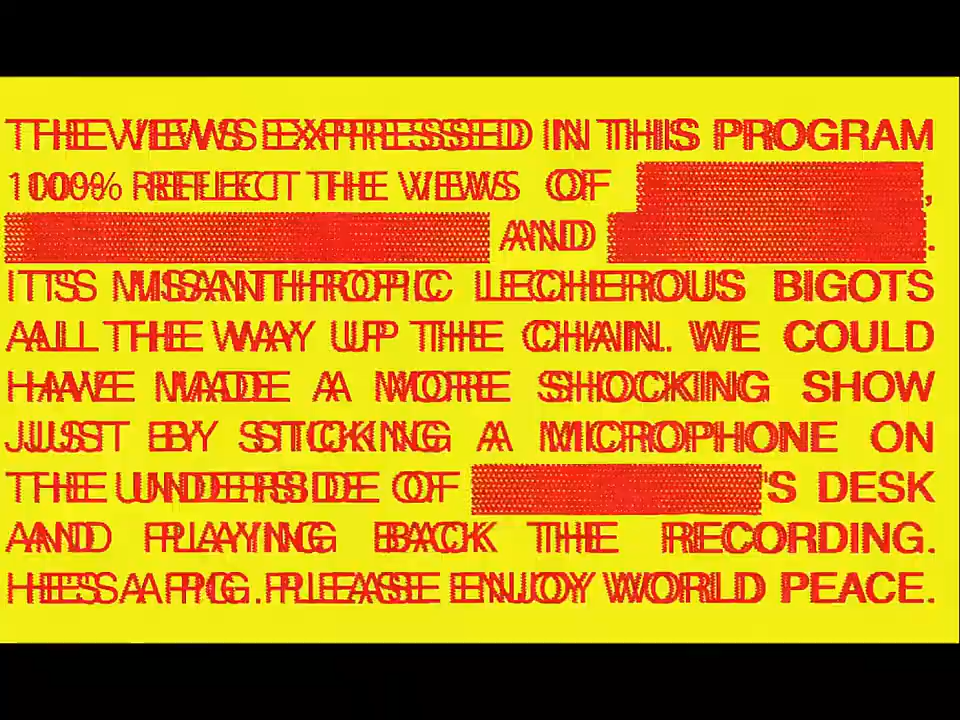 THE VIEWS EXPRESSED IN THIS PROGRAM
100% REFLECT THE VIEWS OF ,
AND .
IT'S MISANTHROPIC LECHEROUS BIGOTS
ALL THE WAY UP THE CHAIN. WE COULD
HAVE MADE A MORE SHOCKING SHOW
JUST BY STICKING A MICROPHONE ON
THE UNDERSIDE OF 'S DESK
AND PLAYING BACK THE RECORDING.
HE'S A PIG. PLEASE ENJOY WORLD PEACE.